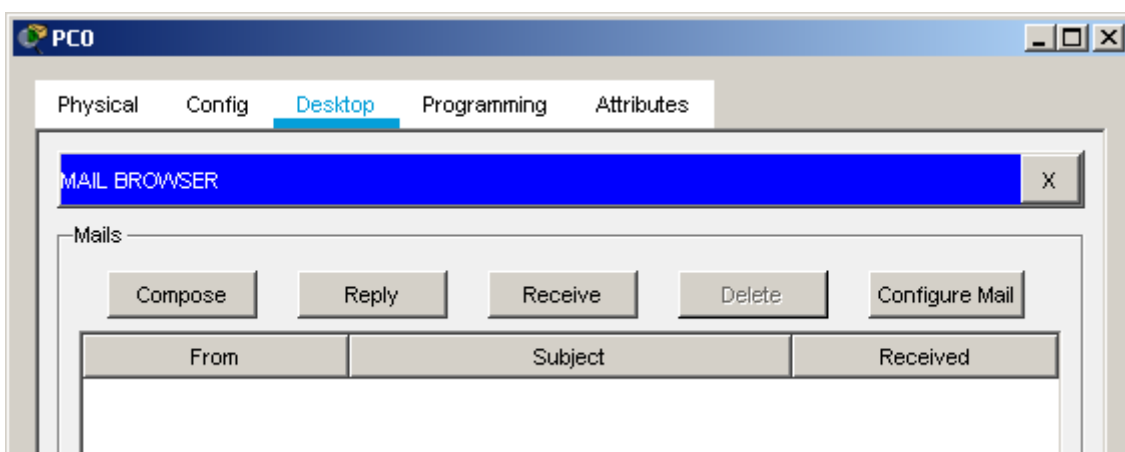 PC0
Physical Config Desktop Programming Attributes
MAIL BROWSER
X
Mails
Compose Reply Receive Delete Configure Mail
From Subject Received